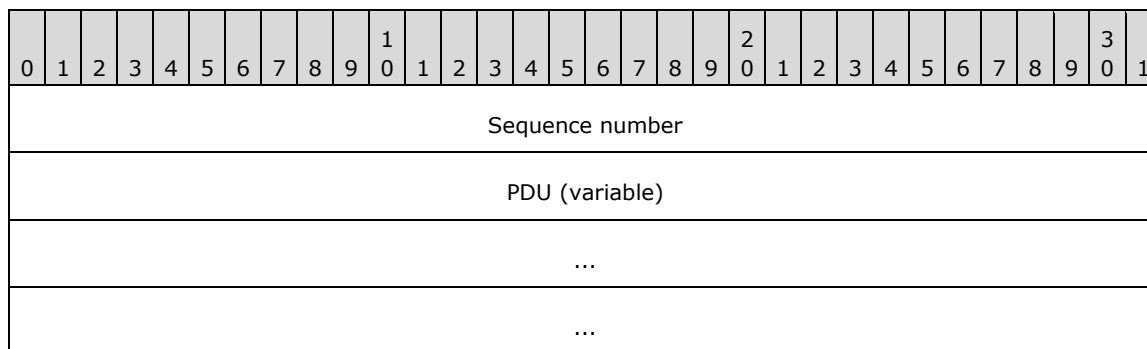 1 2 3
0 1 2 3 4 5 6 7 8 9 0 1 2 3 4 5 6 7 8 9 0 1 2 3 4 5 6 7 8 9 0 1
Sequence number
PDU (variable)
...
...